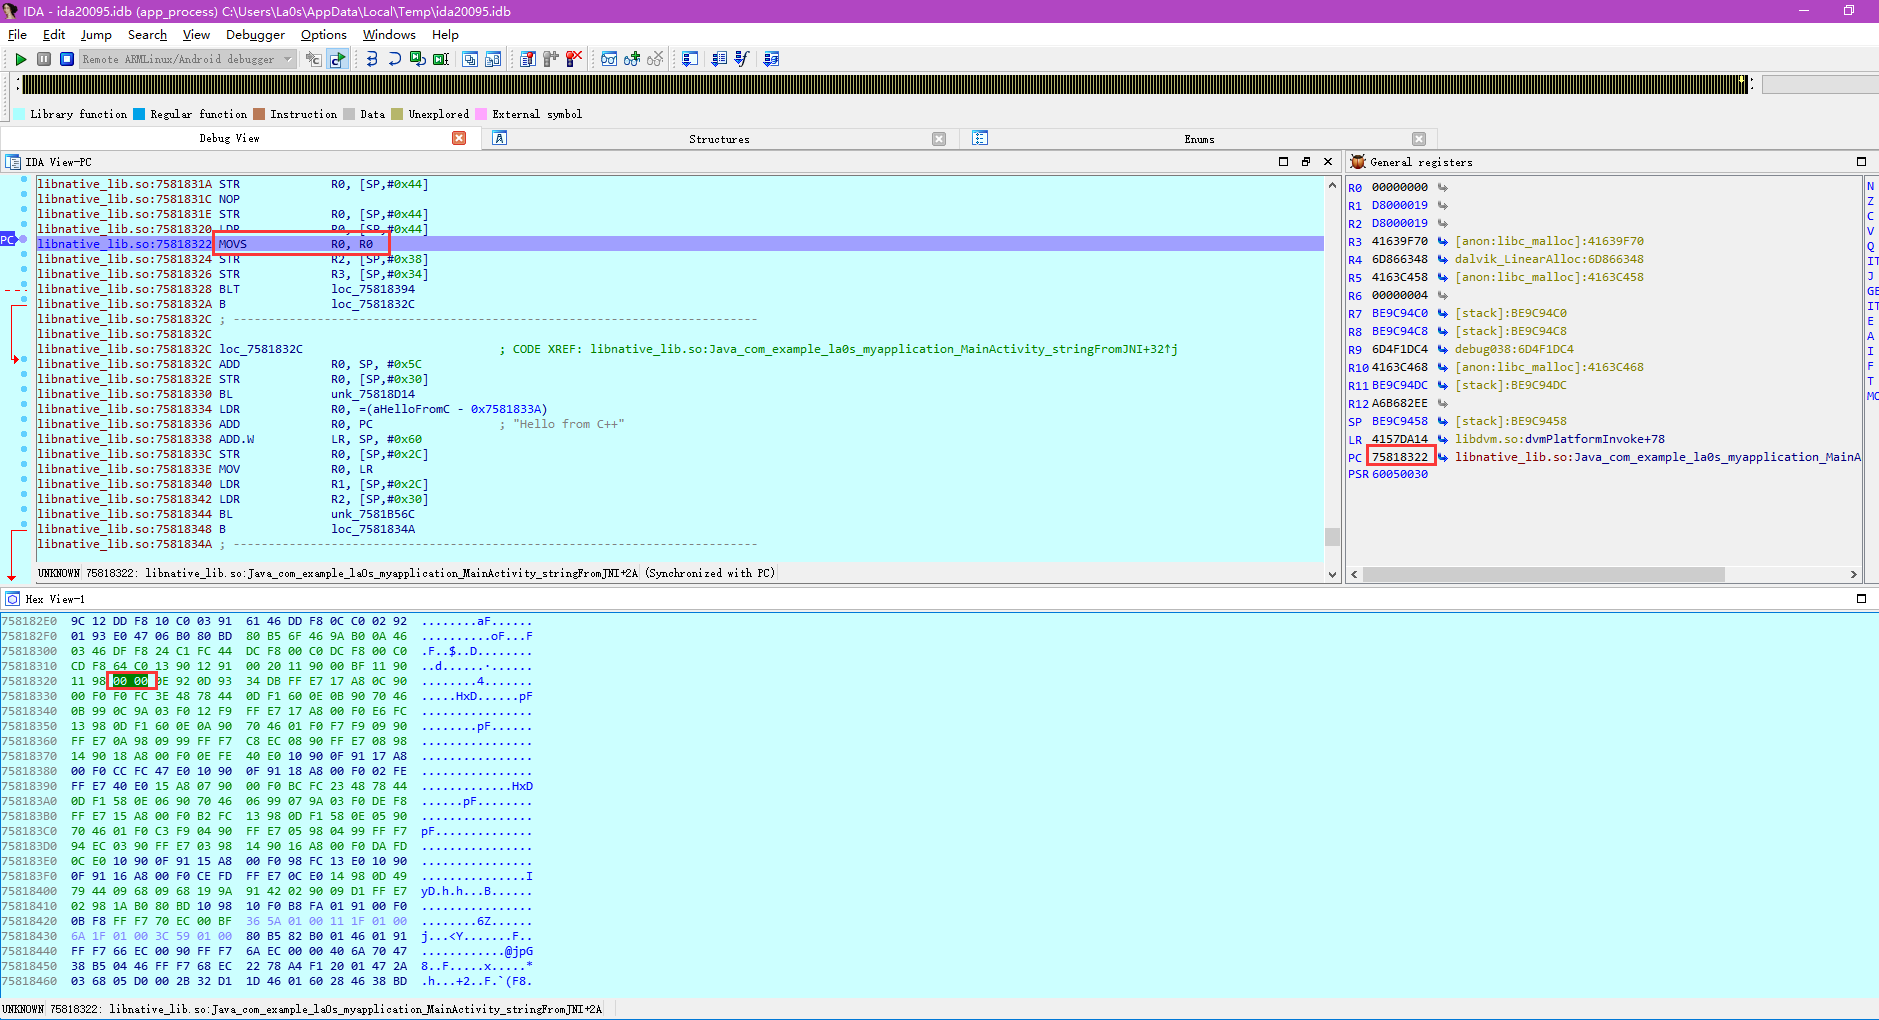 IDA - ida20095.idb (app_process) C:\Users\La0s\AppData\Local\Temp\ida20095.idb
File Edit Jump Search View Debugger Options Windows Help
Remote ARMLinux/Android debugger
Library function Regular function Instruction Data Unexplored External symbol
Debug View Structures Enums
IDA View-PC
libnative_lib.so:7581831A STR R0, [SP,#0x44]
libnative_lib.so:7581831C NOP
libnative_lib.so:7581831E STR R0, [SP,#0x44]
libnative_lib.so:75818320 LDR R0, [SP,#0x44]
PC libnative_lib.so:75818322 MOVS R0, R0
libnative_lib.so:75818324 STR R2, [SP,#0x38]
libnative_lib.so:75818326 STR R3, [SP,#0x34]
libnative_lib.so:75818328 BLT loc_75818394
libnative_lib.so:7581832A B loc_7581832C
libnative_lib.so:7581832C ; ---------------------------------------------------------------------------
libnative_lib.so:7581832C
libnative_lib.so:7581832C loc_7581832C ; CODE XREF: libnative_lib.so:Java_com_example_la0s_myapplication_MainActivity_stringFromJNI+32↑j
libnative_lib.so:7581832C ADD R0, SP, #0x5C
libnative_lib.so:7581832E STR R0, [SP,#0x30]
libnative_lib.so:75818330 BL unk_75818D14
libnative_lib.so:75818334 LDR R0, =(aHelloFromC - 0x7581833A)
libnative_lib.so:75818336 ADD R0, PC ; "Hello from C++"
libnative_lib.so:75818338 ADD.W LR, SP, #0x60
libnative_lib.so:7581833C STR R0, [SP,#0x2C]
libnative_lib.so:7581833E MOV R0, LR
libnative_lib.so:75818340 LDR R1, [SP,#0x2C]
libnative_lib.so:75818342 LDR R2, [SP,#0x30]
libnative_lib.so:75818344 BL unk_7581B56C
libnative_lib.so:75818348 B loc_7581834A
libnative_lib.so:7581834A ; ---------------------------------------------------------------------------
UNKNOWN 75818322: libnative_lib.so:Java_com_example_la0s_myapplication_MainActivity_stringFromJNI+2A (Synchronized with PC)
General registers
R0 00000000
R1 D8000019
R2 D8000019
R3 41639F70 [anon:libc_malloc]:41639F70
R4 6D866348 dalvik_LinearAlloc:6D866348
R5 4163C458 [anon:libc_malloc]:4163C458
R6 00000004
R7 BE9C94C0 [stack]:BE9C94C0
R8 BE9C94C8 [stack]:BE9C94C8
R9 6D4F1DC4 debug038:6D4F1DC4
R10 4163C468 [anon:libc_malloc]:4163C468
R11 BE9C94DC [stack]:BE9C94DC
R12 A6B682EE
SP BE9C9458 [stack]:BE9C9458
LR 4157DA14 libdvm.so:dvmPlatformInvoke+78
PC 75818322 libnative_lib.so:Java_com_example_la0s_myapplication_MainA
PSR 60050030
N
Z
C
V
Q
IT
J
GE
IT
E
A
I
F
T
MO
Hex View-1
758182E0 9C 12 DD F8 10 C0 03 91 61 46 DD F8 0C C0 02 92 ........aF......
758182F0 01 93 E0 47 06 B0 80 BD 80 B5 6F 46 9A B0 0A 46 ..........oF...F
75818300 03 46 DF F8 24 C1 FC 44 DC F8 00 C0 DC F8 00 C0 .F..$..D........
75818310 CD F8 64 C0 13 90 12 91 00 20 11 90 00 BF 11 90 ..d......·......
75818320 11 98 00 00 0E 92 0D 93 34 DB FF E7 17 A8 0C 90 ........4.......
75818330 00 F0 F0 FC 3E 48 78 44 0D F1 60 0E 0B 90 70 46 .....HxD......pF
75818340 0B 99 0C 9A 03 F0 12 F9 FF E7 17 A8 00 F0 E6 FC ................
75818350 13 98 0D F1 60 0E 0A 90 70 46 01 F0 F7 F9 09 90 ........pF......
75818360 FF E7 0A 98 09 99 FF F7 C8 EC 08 90 FF E7 08 98 ................
75818370 14 90 18 A8 00 F0 0E FE 40 E0 10 90 0F 91 17 A8 ................
75818380 00 F0 CC FC 47 E0 10 90 0F 91 18 A8 00 F0 02 FE ................
75818390 FF E7 40 E0 15 A8 07 90 00 F0 BC FC 23 48 78 44 .............HxD
758183A0 0D F1 58 0E 06 90 70 46 06 99 07 9A 03 F0 DE F8 ......pF........
758183B0 FF E7 15 A8 00 F0 B2 FC 13 98 0D F1 58 0E 05 90 ................
758183C0 70 46 01 F0 C3 F9 04 90 FF E7 05 98 04 99 FF F7 pF..............
758183D0 94 EC 03 90 FF E7 03 98 14 90 16 A8 00 F0 DA FD ................
758183E0 0C E0 10 90 0F 91 15 A8 00 F0 98 FC 13 E0 10 90 ................
758183F0 0F 91 16 A8 00 F0 CE FD FF E7 0C E0 14 98 0D 49 ...............I
75818400 79 44 09 68 09 68 19 9A 91 42 02 90 09 D1 FF E7 yD.h.h...B......
75818410 02 98 1A B0 80 BD 10 98 10 F0 B8 FA 01 91 00 F0 ................
75818420 0B F8 FF F7 70 EC 00 BF 36 5A 01 00 11 1F 01 00 ........6Z......
75818430 6A 1F 01 00 3C 59 01 00 80 B5 82 B0 01 46 01 91 j...<Y.......F..
75818440 FF F7 66 EC 00 90 FF F7 6A EC 00 00 40 6A 70 47 ............@jpG
75818450 38 B5 04 46 FF F7 68 EC 22 78 A4 F1 20 01 47 2A 8..F.....x.....*
75818460 03 68 05 D0 00 2B 32 D1 1D 46 01 60 28 46 38 BD .h...+2..F.`(F8.
UNKNOWN 75818322: libnative_lib.so:Java_com_example_la0s_myapplication_MainActivity_stringFromJNI+2A